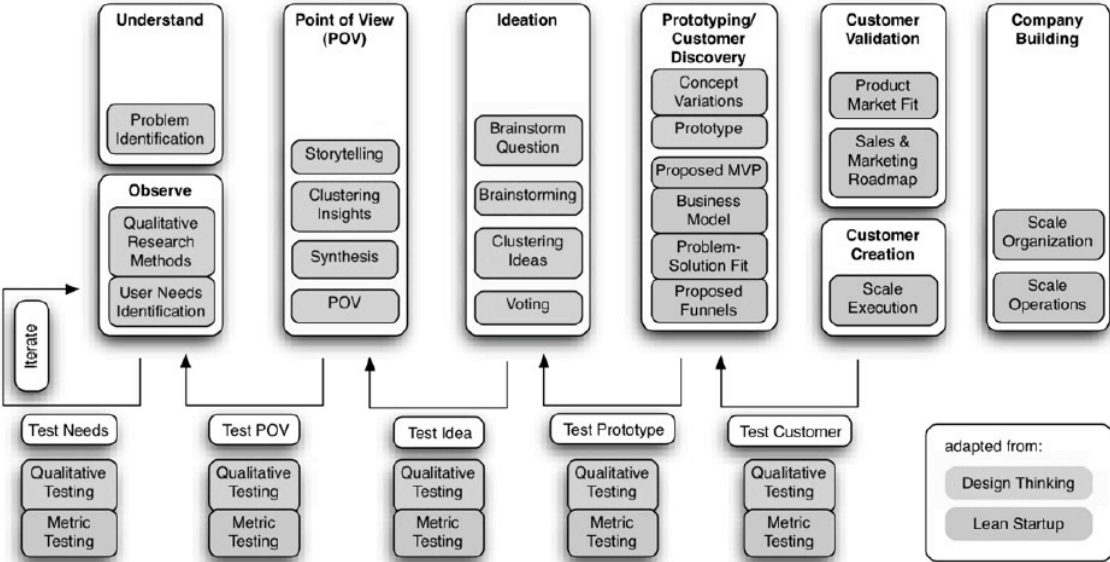 Understand
Problem
Identification
Observe
Qualitative
Research
Methods
User Needs
Identification
Point of View
(POV)
Storytelling
Clustering
Insights
Synthesis
POV
Ideation
Brainstorm
Question
Brainstorming
Clustering
Ideas
Voting
Prototyping/
Customer
Discovery
Concept
Variations
Prototype
Proposed MVP
Business
Model
Problem-
Solution Fit
Proposed
Funnels
Customer
Validation
Product
Market Fit
Sales &
Marketing
Roadmap
Customer
Creation
Scale
Execution
Company
Building
Scale
Organization
Scale
Operations
Iterate
Test Needs
Qualitative
Testing
Metric
Testing
Test POV
Qualitative
Testing
Metric
Testing
Test Idea
Qualitative
Testing
Metric
Testing
Test Prototype
Qualitative
Testing
Metric
Testing
Test Customer
Qualitative
Testing
Metric
Testing
adapted from:
Design Thinking
Lean Startup